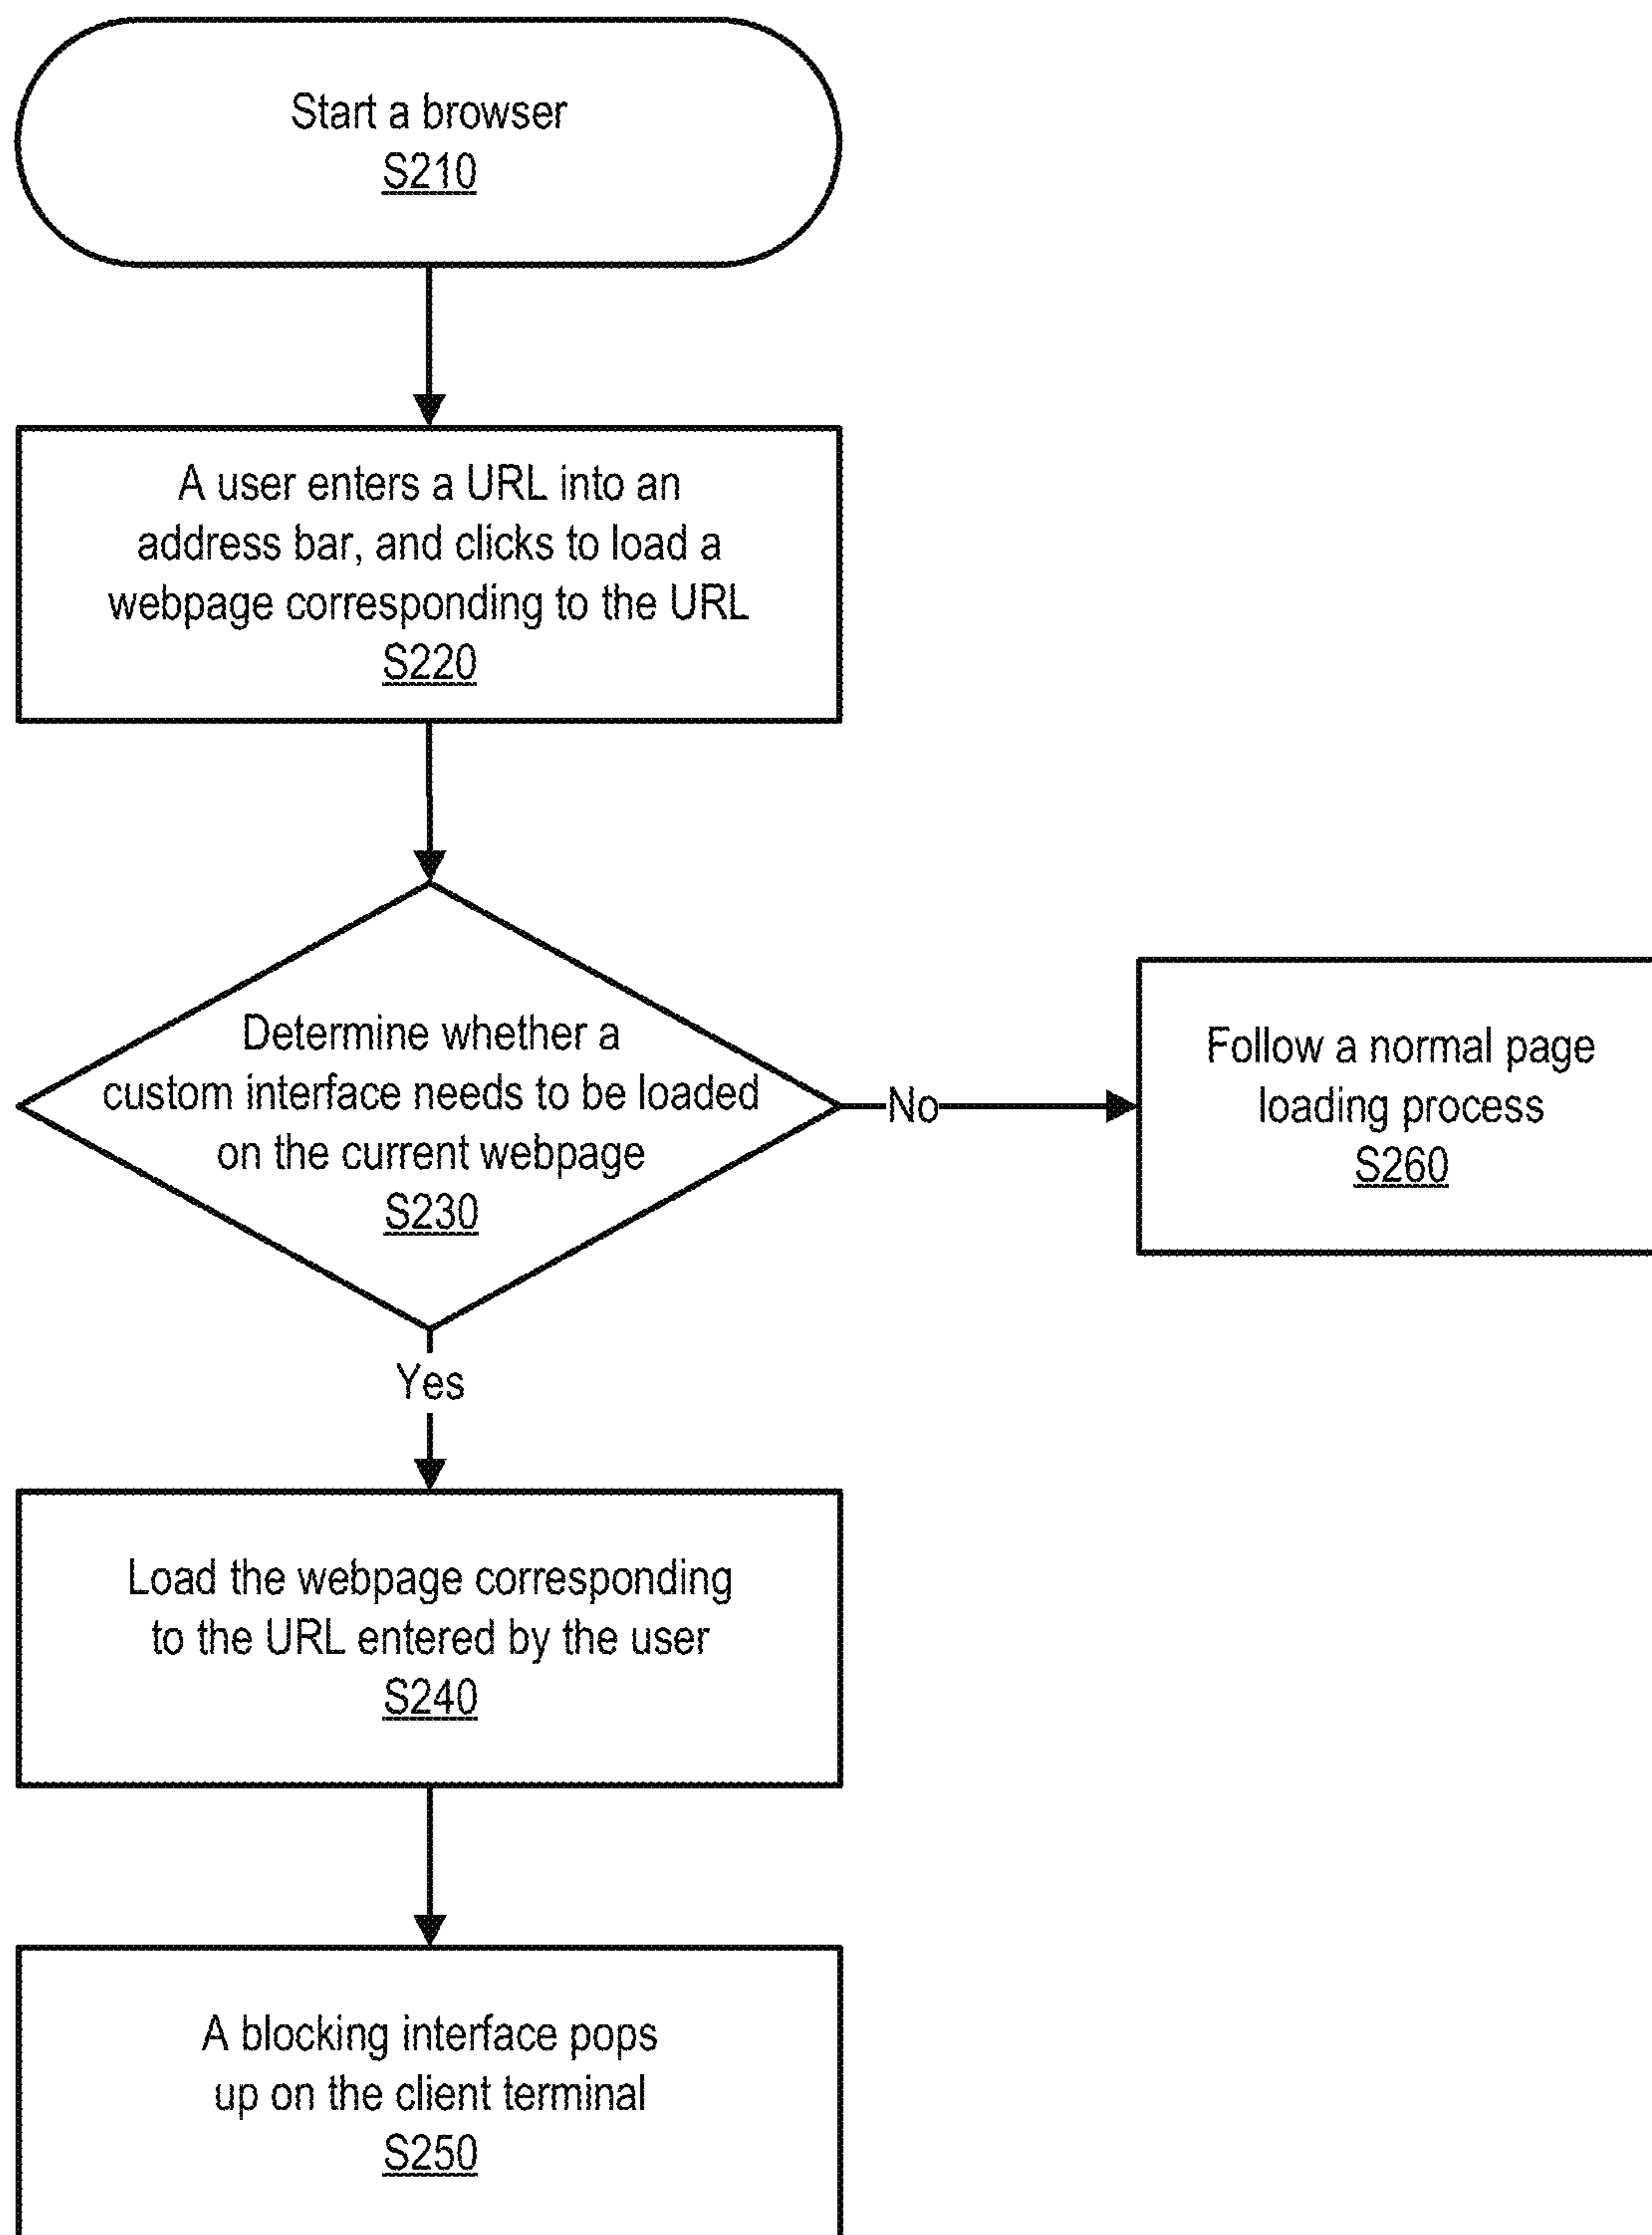 Start a browser
S210
A user enters a URL into an
address bar, and clicks to load a
webpage corresponding to the URL
S220
Determine whether a
custom interface needs to be loaded
on the current webpage
S230
No
Follow a normal page
loading process
S260
Yes
Load the webpage corresponding
to the URL entered by the user
S240
A blocking interface pops
up on the client terminal
S250